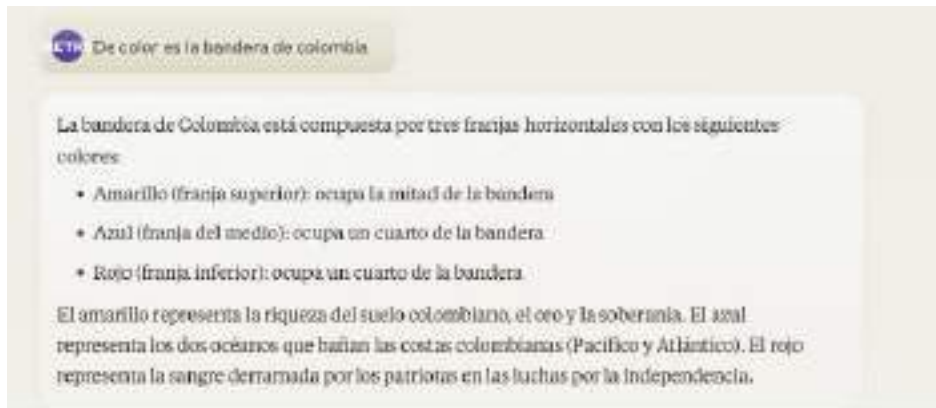 ETH De color es la bandera de colombia
La bandera de Colombia está compuesta por tres franjas horizontales con los siguientes
colores:
• Amarillo (franja superior): ocupa la mitad de la bandera
• Azul (franja del medio): ocupa un cuarto de la bandera
• Rojo (franja inferior): ocupa un cuarto de la bandera
El amarillo representa la riqueza del suelo colombiano, el oro y la soberanía. El azul
representa los dos océanos que bañan las costas colombianas (Pacífico y Atlántico). El rojo
representa la sangre derramada por los patriotas en las luchas por la independencia.